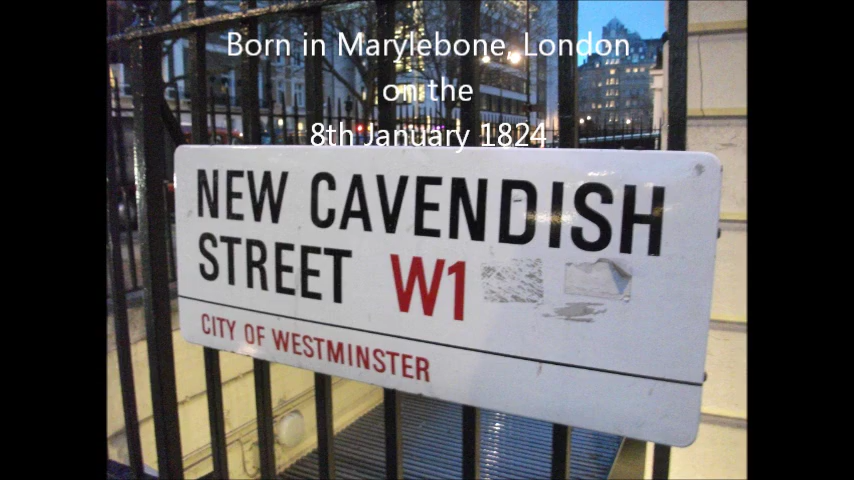 Born in Marylebone, London
on the
8th January 1824
NEW CAVENDISH
STREET W1
CITY OF WESTMINSTER